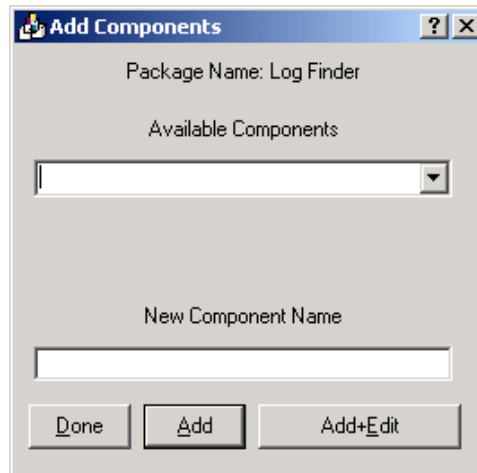 Add Components
Package Name: Log Finder
Available Components
New Component Name
Done Add Add+Edit